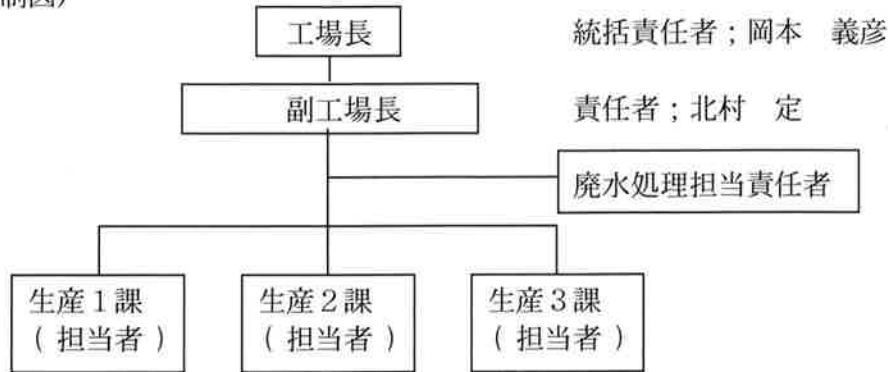 制図）
工場長 統括責任者；岡本 義彦
副工場長 責任者；北村 定
廃水処理担当責任者
生産１課 生産２課 生産３課
（ 担当者 ） （ 担当者 ） （ 担当者 ）